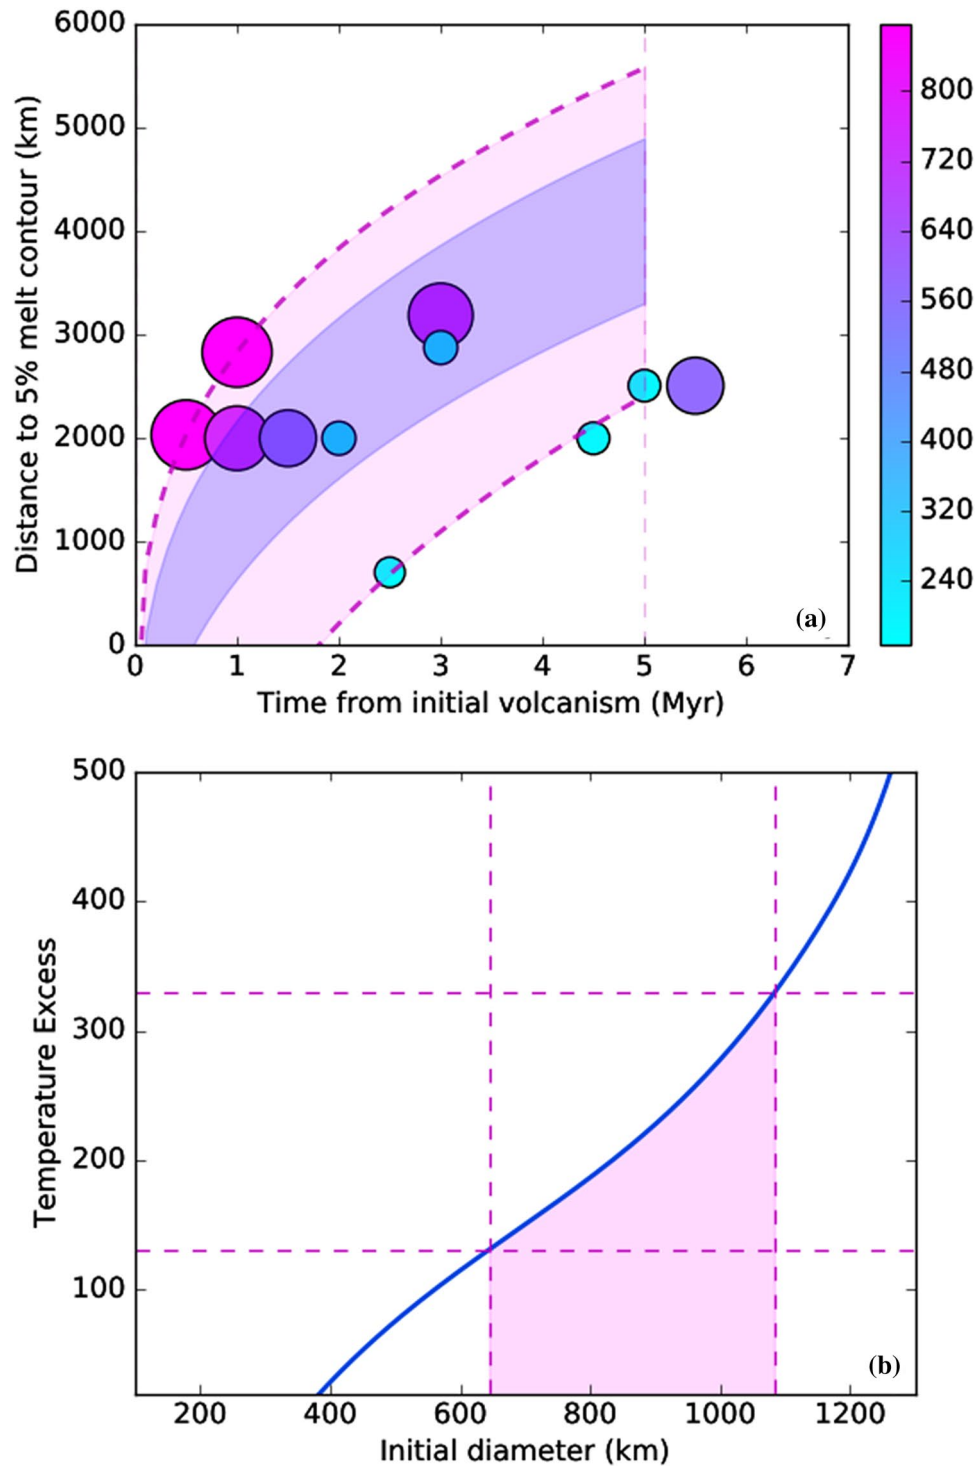 6000
5000
4000
3000
2000
1000
0
Distance to 5% melt contour (km)
0 1 2 3 4 5 6 7
Time from initial volcanism (Myr)
(a)
800
720
640
560
480
400
320
240
500
400
300
200
100
Temperature Excess
(b)
200 400 600 800 1000 1200
Initial diameter (km)